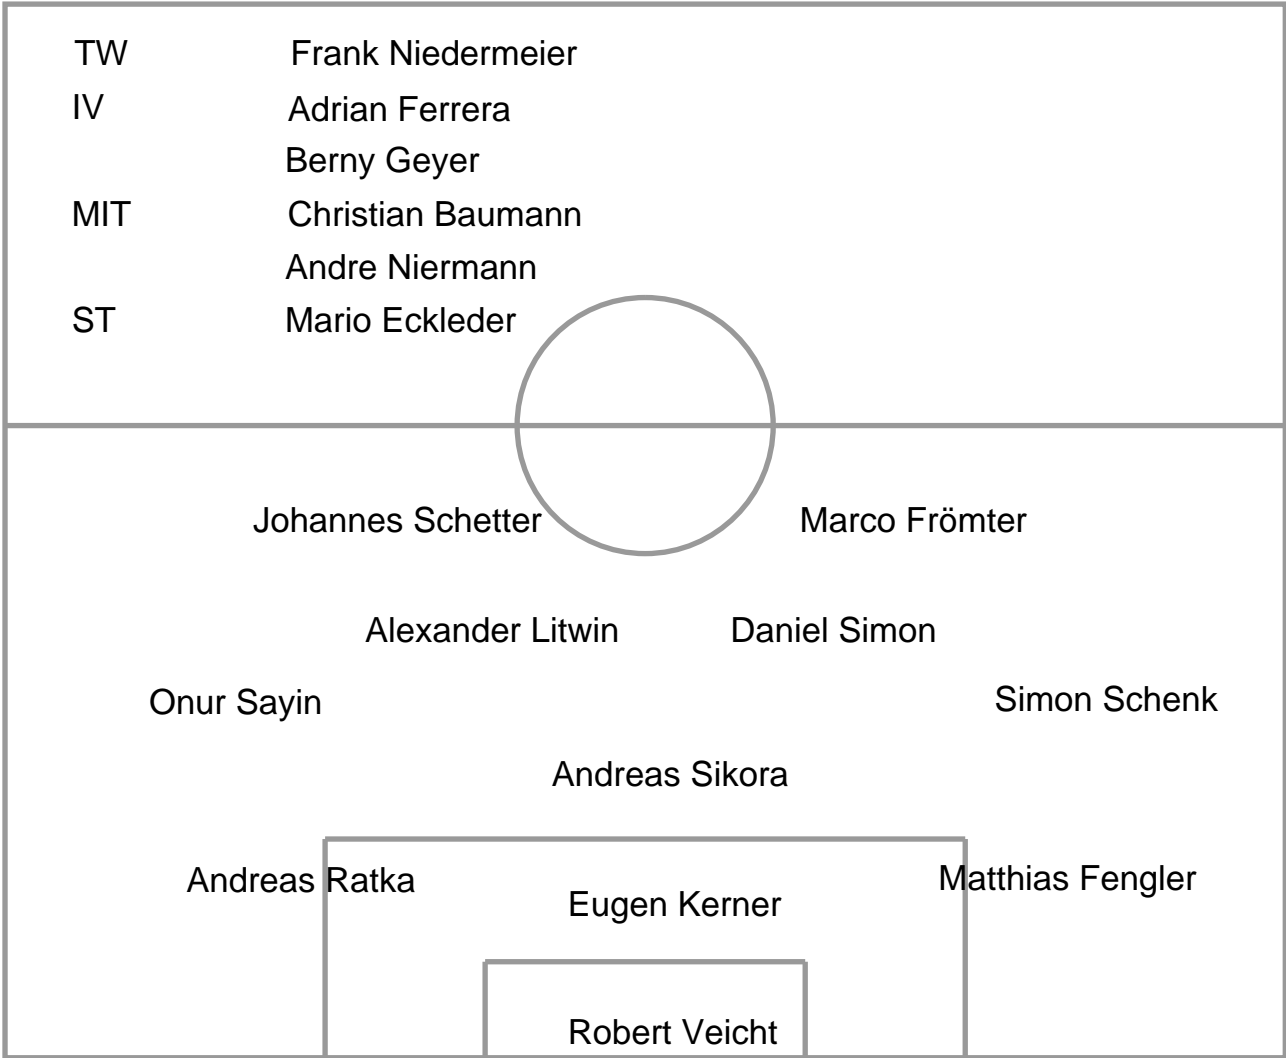 TW Frank Niedermeier
IV Adrian Ferrera
Berny Geyer
MIT Christian Baumann
Andre Niermann
ST Mario Eckleder
Johannes Schetter Marco Frömter
Alexander Litwin Daniel Simon
Onur Sayin Simon Schenk
Andreas Sikora
Andreas Ratka Matthias Fengler
Eugen Kerner
Robert Veicht